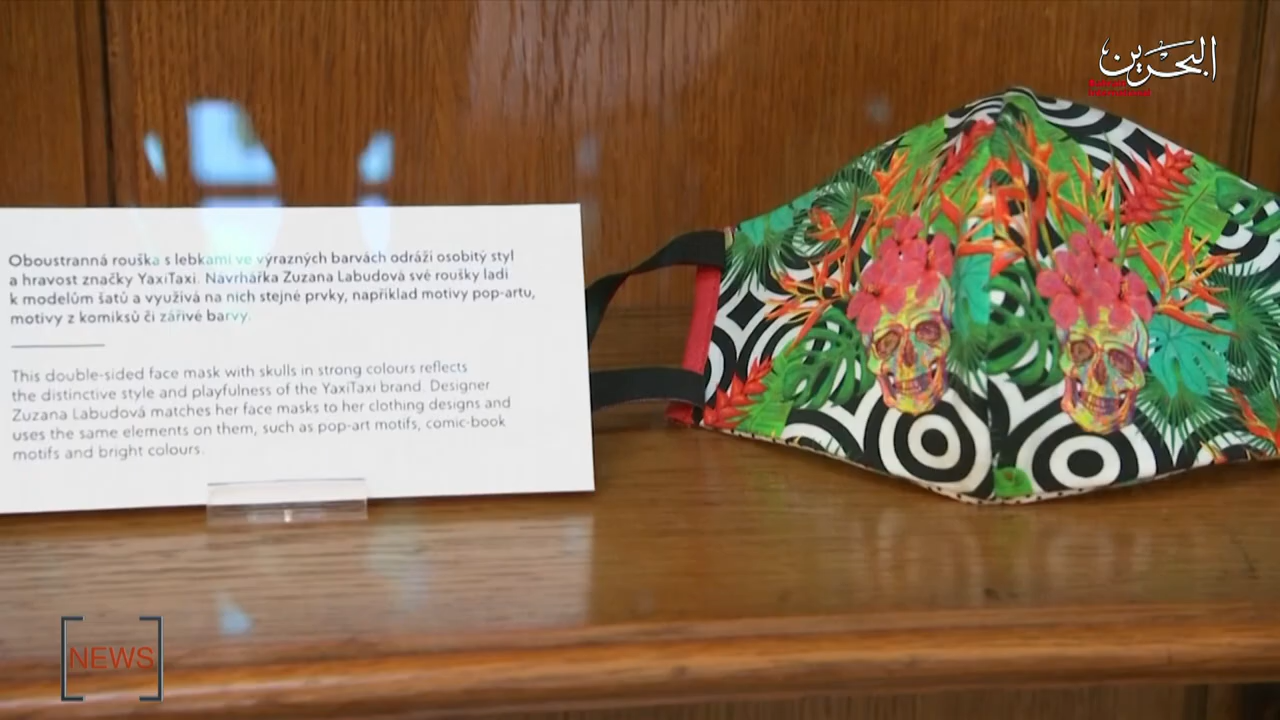 البحرين
Bahrain
International
Oboustranná rouška s lebkami ve výrazných barvách odráží osobitý styl
a hravost značky YaxiTaxi. Návrhářka Zuzana Labudová své roušky ladí
k modelům šatů a využívá na nich stejné prvky, například motivy pop-artu,
motivy z komiksů či zářivé barvy.
This double-sided face mask with skulls in strong colours reflects
the distinctive style and playfulness of the YaxiTaxi brand. Designer
Zuzana Labudová matches her face masks to her clothing designs and
uses the same elements on them, such as pop-art motifs, comic-book
motifs and bright colours.
NEWS